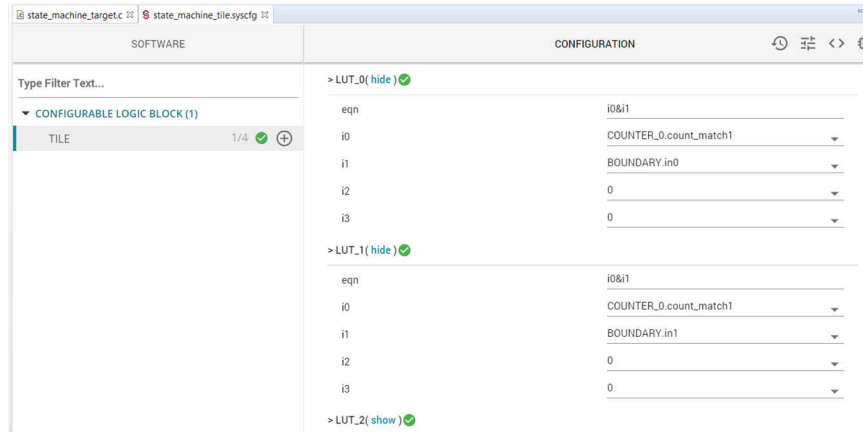 state_machine_target.c
state_machine_tile.syscfg
SOFTWARE
CONFIGURATION
Type Filter Text...
CONFIGURABLE LOGIC BLOCK (1)
TILE 1/4
> LUT_0( hide )
eqn i0&i1
i0 COUNTER_0.count_match1
i1 BOUNDARY.in0
i2 0
i3 0
> LUT_1( hide )
eqn i0&i1
i0 COUNTER_0.count_match1
i1 BOUNDARY.in1
i2 0
i3 0
> LUT_2( show )